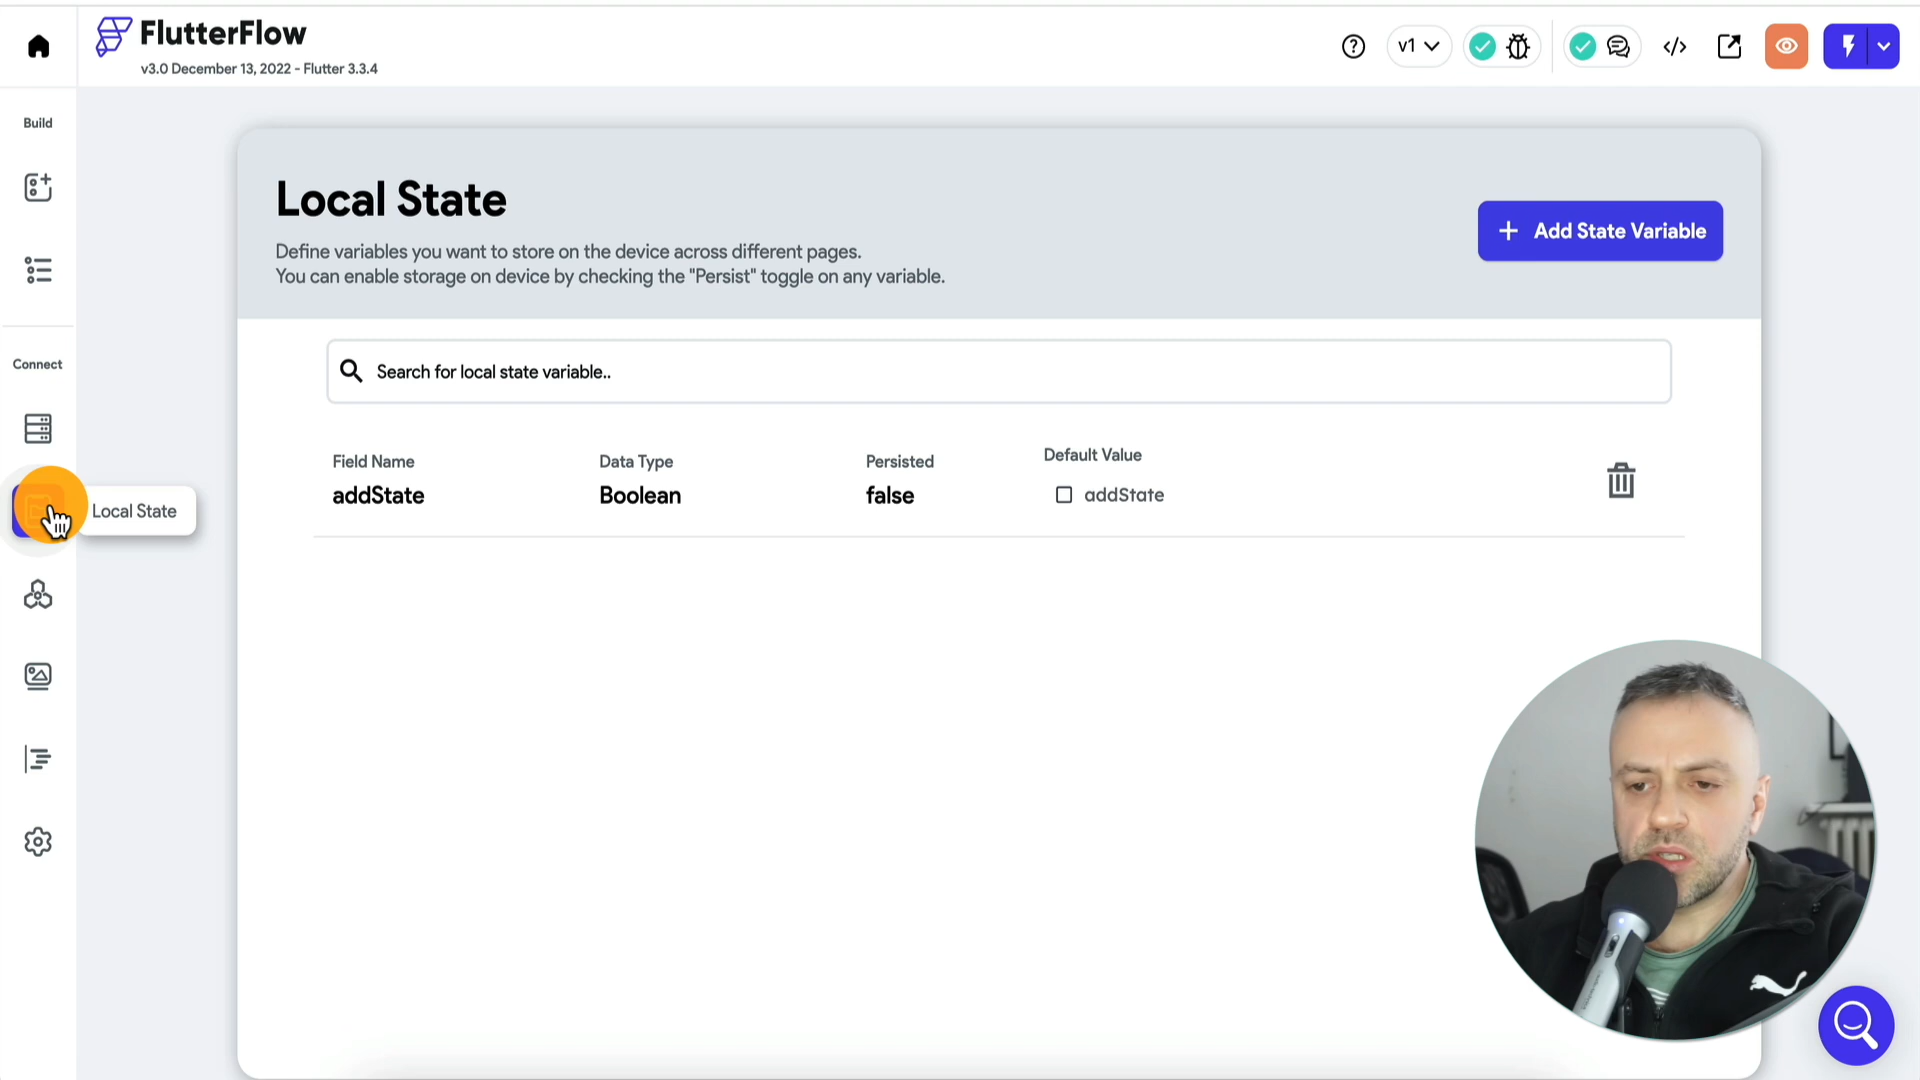 FlutterFlow
v3.0 December 13, 2022 - Flutter 3.3.4
v1
Build
Connect
Local State
Local State
Define variables you want to store on the device across different pages.
You can enable storage on device by checking the "Persist" toggle on any variable.
+ Add State Variable
Search for local state variable..
Field Name
addState
Data Type
Boolean
Persisted
false
Default Value
addState